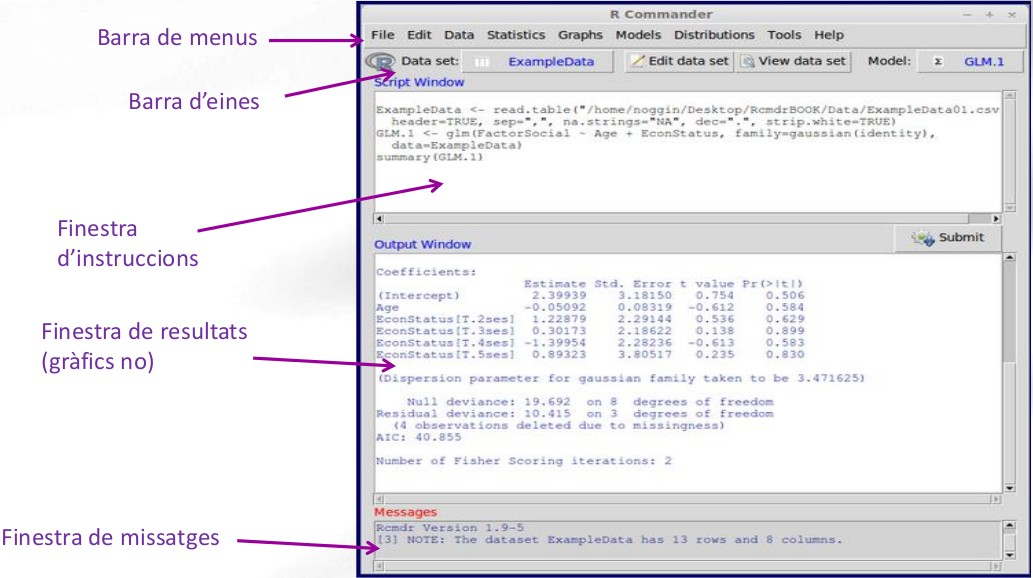 Barra de menus
Barra d'eines
Finestra
d'instruccions
Finestra de resultats
(gràfics no)
Finestra de missatges
R Commander
File Edit Data Statistics Graphs Models Distributions Tools Help
R Data set: ExampleData Edit data set View data set Model: Σ GLM.1
Script Window
ExampleData <- read.table("/home/noggin/Desktop/RcmdrBOOK/Data/ExampleData01.csv
header=TRUE, sep=",", na.strings="NA", dec=".", strip.white=TRUE)
GLM.1 <- glm(FactorSocial ~ Age + EconStatus, family=gaussian(identity),
data=ExampleData)
summary(GLM.1)
Submit
Output Window
Coefficients:
Estimate Std. Error t value Pr(>|t|)
(Intercept) 2.39939 3.18150 0.754 0.506
Age -0.05092 0.08319 -0.612 0.584
EconStatus[T.2ses] 1.22879 2.29144 0.536 0.629
EconStatus[T.3ses] 0.30173 2.18622 0.138 0.899
EconStatus[T.4ses] -1.39954 2.28236 -0.613 0.583
EconStatus[T.5ses] 0.89323 3.80517 0.235 0.830
(Dispersion parameter for gaussian family taken to be 3.471625)
Null deviance: 19.692 on 8 degrees of freedom
Residual deviance: 10.415 on 3 degrees of freedom
(4 observations deleted due to missingness)
AIC: 40.855
Number of Fisher Scoring iterations: 2
Messages
Rcmdr Version 1.9-5
[3] NOTE: The dataset ExampleData has 13 rows and 8 columns.